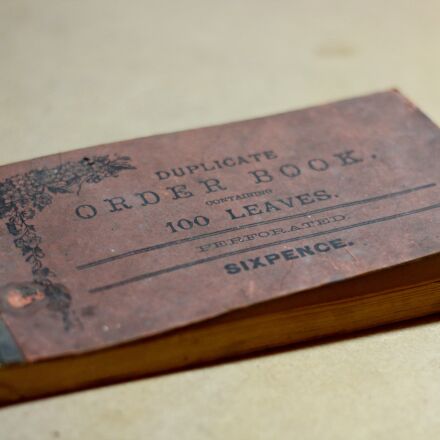 DUPLICATE
ORDER BOOK.
CONTAINING
100 LEAVES.
PERFORATED.
SIXPENCE.